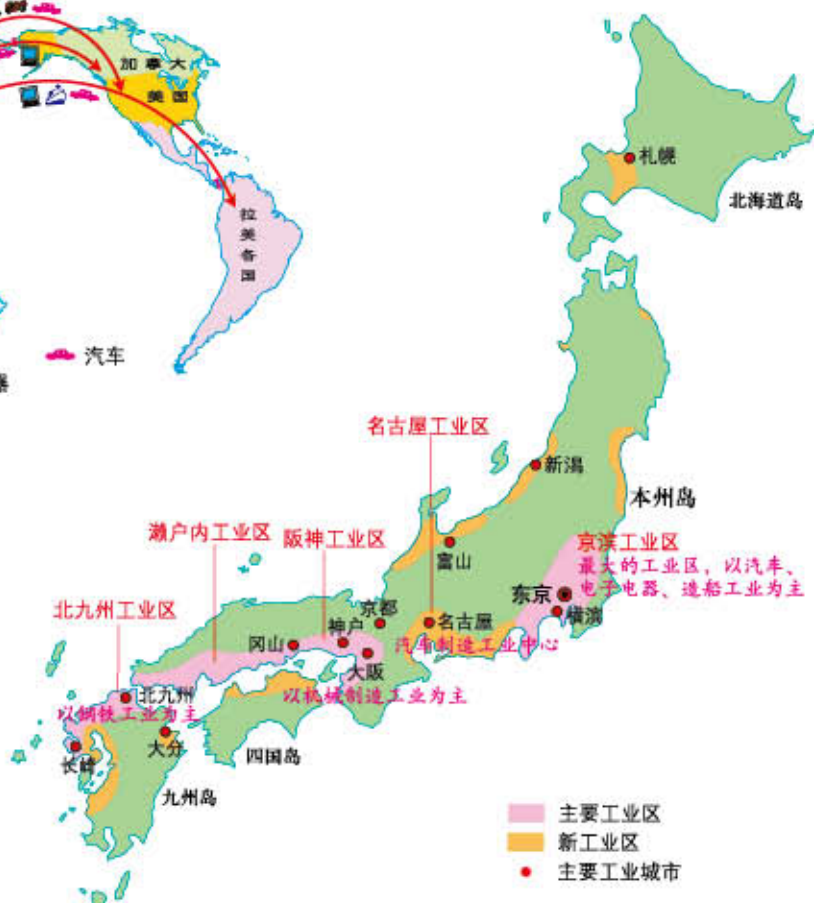 加拿大
美国
拉美各国
汽车
器
札幌
北海道岛
名古屋工业区
新潟
本州岛
濑户内工业区
阪神工业区
京滨工业区
最大的工业区，以汽车、
电子电器、造船工业为主
富山
东京
横滨
北九州工业区
京都
神户
名古屋
冈山
汽车制造工业中心
大阪
北九州
以机械制造工业为主
以钢铁工业为主
大分
长崎
四国岛
九州岛
主要工业区
新工业区
主要工业城市